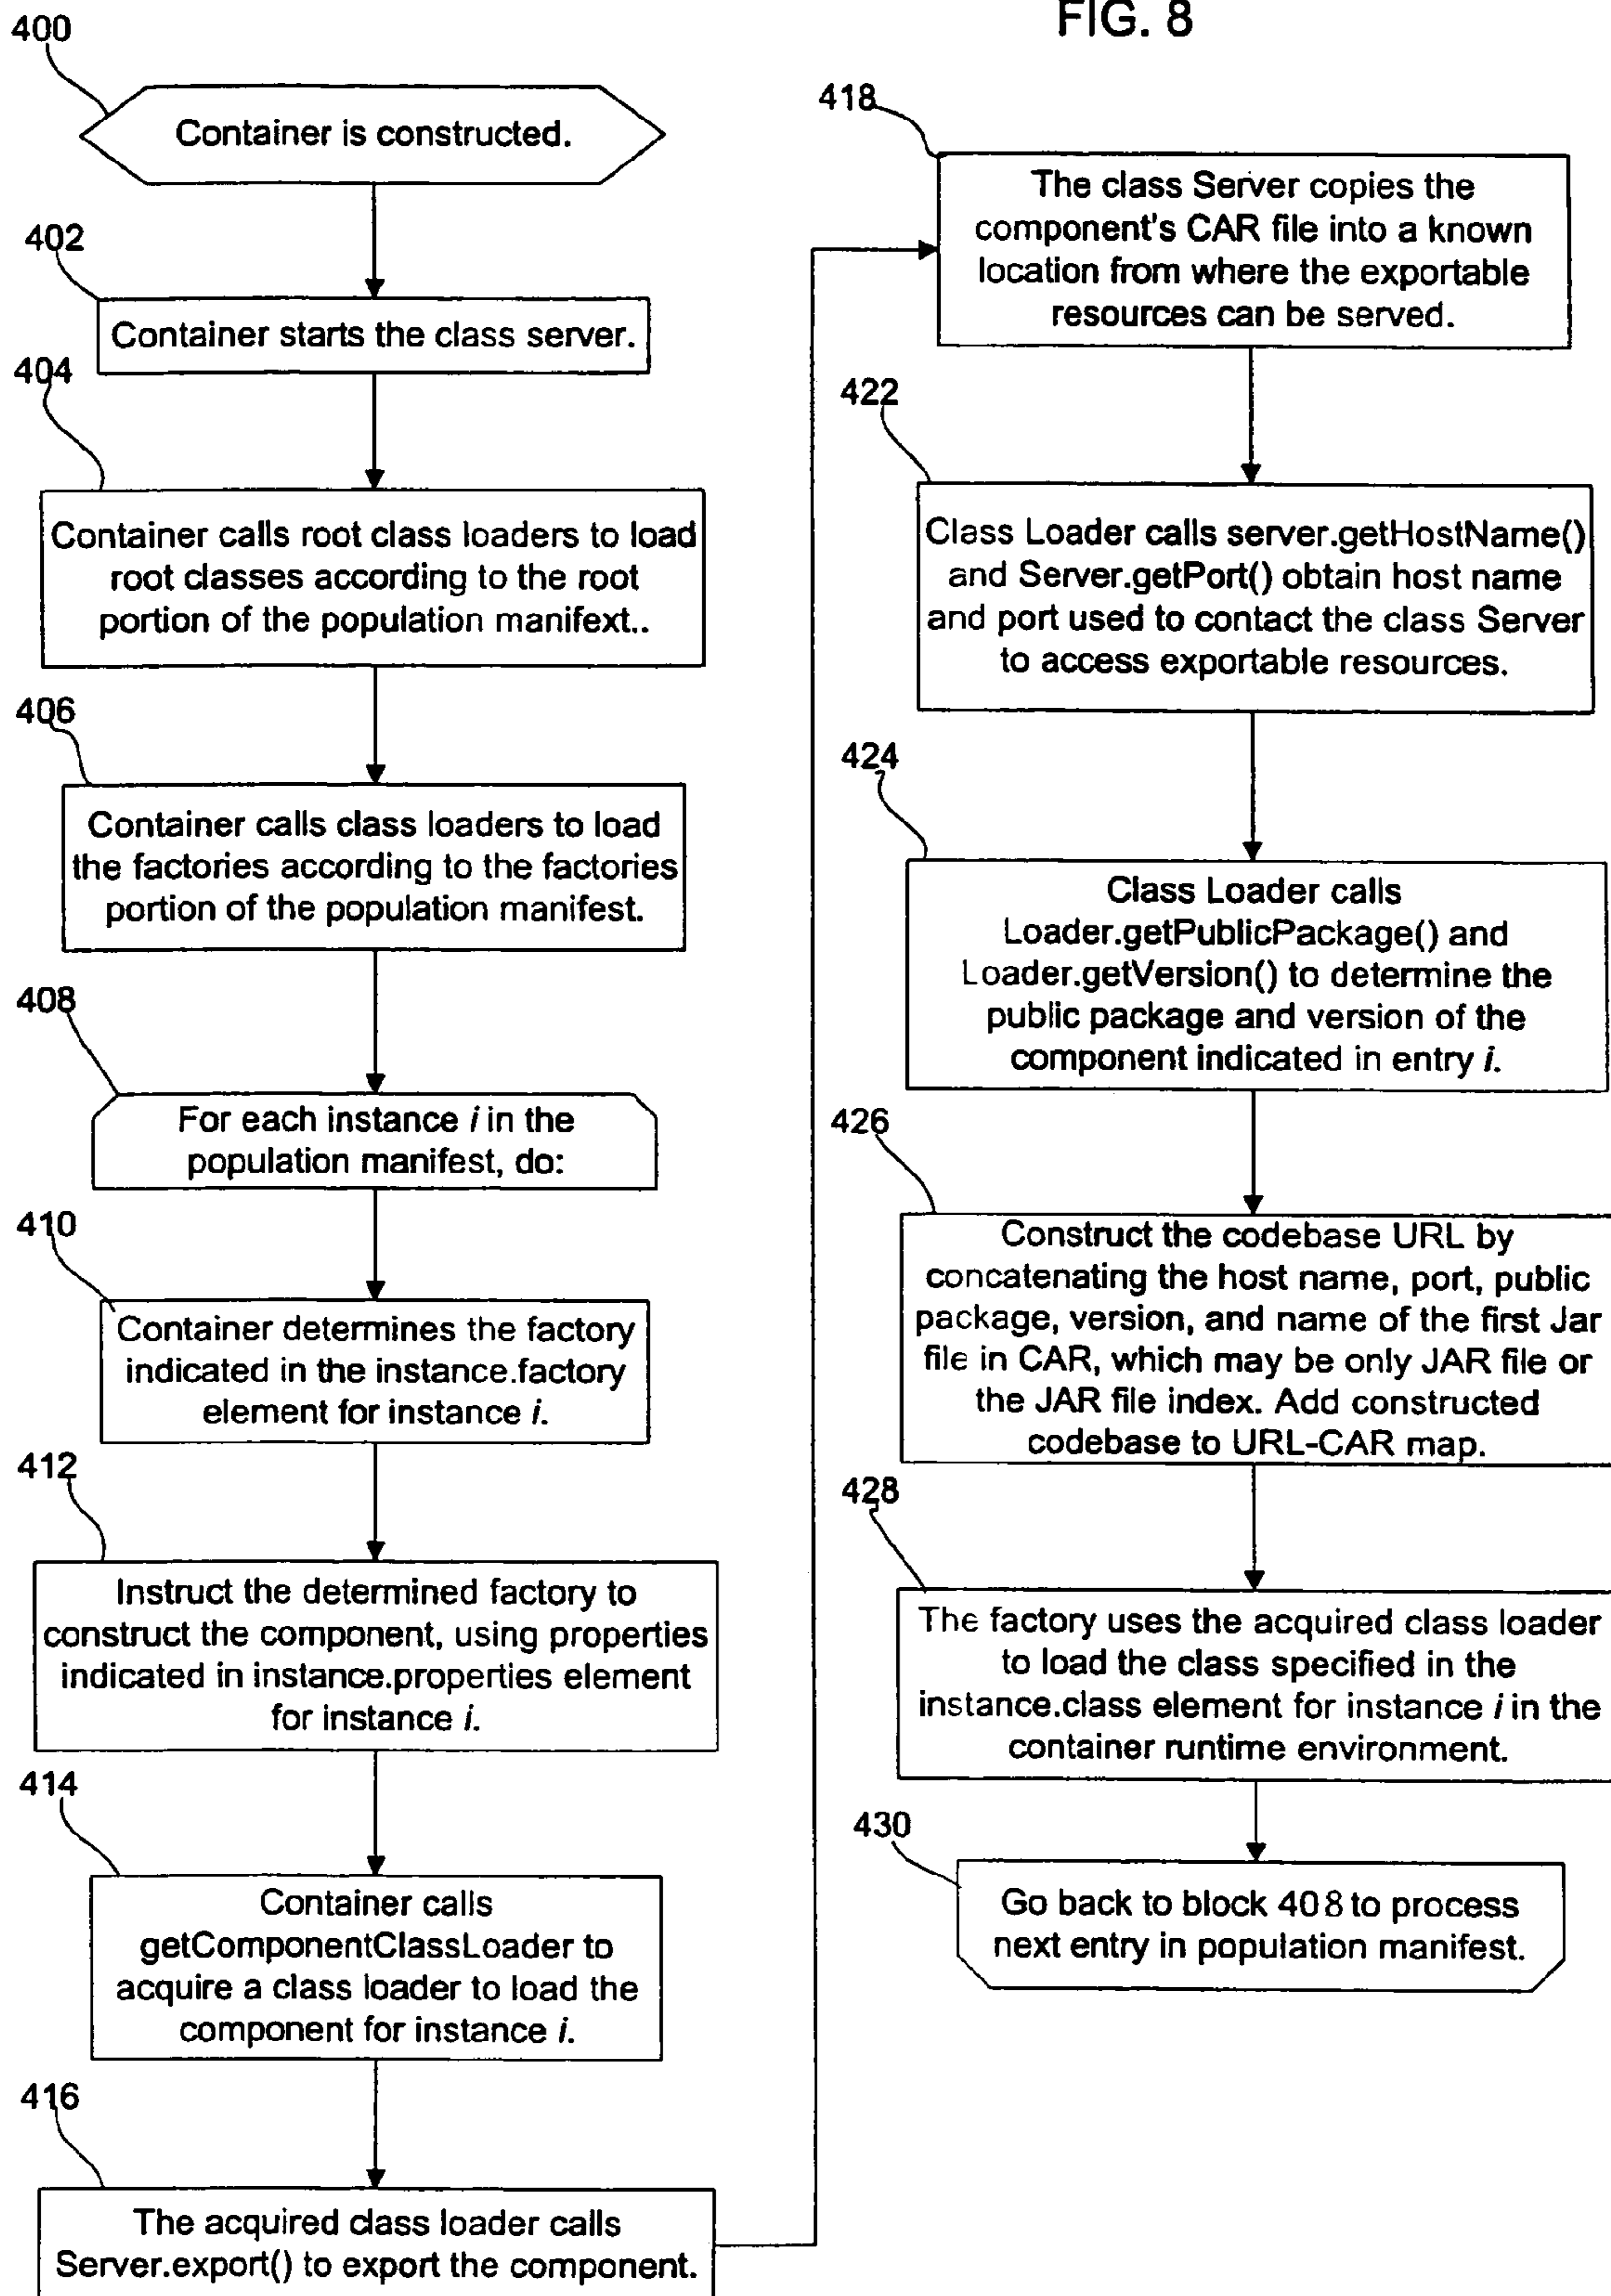 FIG. 8
400
Container is constructed.
402
Container starts the class server.
404
Container calls root class loaders to load
root classes according to the root
portion of the population manifext..
406
Container calls class loaders to load
the factories according to the factories
portion of the population manifest.
408
For each instance i in the
population manifest, do:
410
Container determines the factory
indicated in the instance.factory
element for instance i.
412
Instruct the determined factory to
construct the component, using properties
indicated in instance.properties element
for instance i.
414
Container calls
getComponentClassLoader to
acquire a class loader to load the
component for instance i.
416
The acquired class loader calls
Server.export() to export the component.
418
The class Server copies the
component's CAR file into a known
location from where the exportable
resources can be served.
422
Class Loader calls server.getHostName()
and Server.getPort() obtain host name
and port used to contact the class Server
to access exportable resources.
424
Class Loader calls
Loader.getPublicPackage() and
Loader.getVersion() to determine the
public package and version of the
component indicated in entry i.
426
Construct the codebase URL by
concatenating the host name, port, public
package, version, and name of the first Jar
file in CAR, which may be only JAR file or
the JAR file index. Add constructed
codebase to URL-CAR map.
428
The factory uses the acquired class loader
to load the class specified in the
instance.class element for instance i in the
container runtime environment.
430
Go back to block 408 to process
next entry in population manifest.